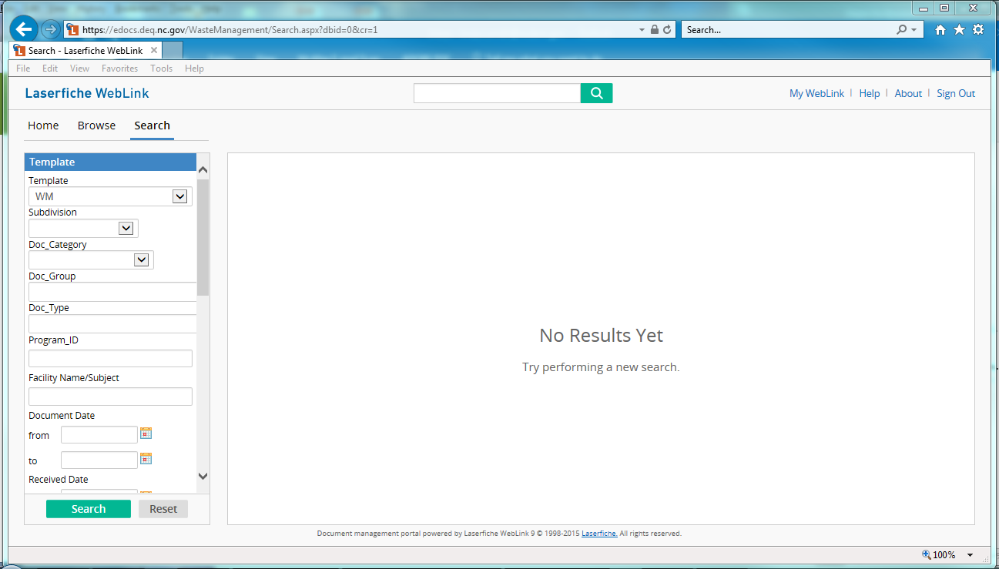 https://edocs.deq.nc.gov/WasteManagement/Search.aspx?dbid=0&cr=1
Search...
Search - Laserfiche WebLink
File Edit View Favorites Tools Help
Laserfiche WebLink
My WebLink | Help | About | Sign Out
Home Browse Search
Template
Template
WM
Subdivision
Doc_Category
Doc_Group
Doc_Type
Program_ID
Facility Name/Subject
Document Date
from
to
Received Date
Search Reset
No Results Yet
Try performing a new search.
Document management portal powered by Laserfiche WebLink 9 © 1998-2015 Laserfiche. All rights reserved.
100%